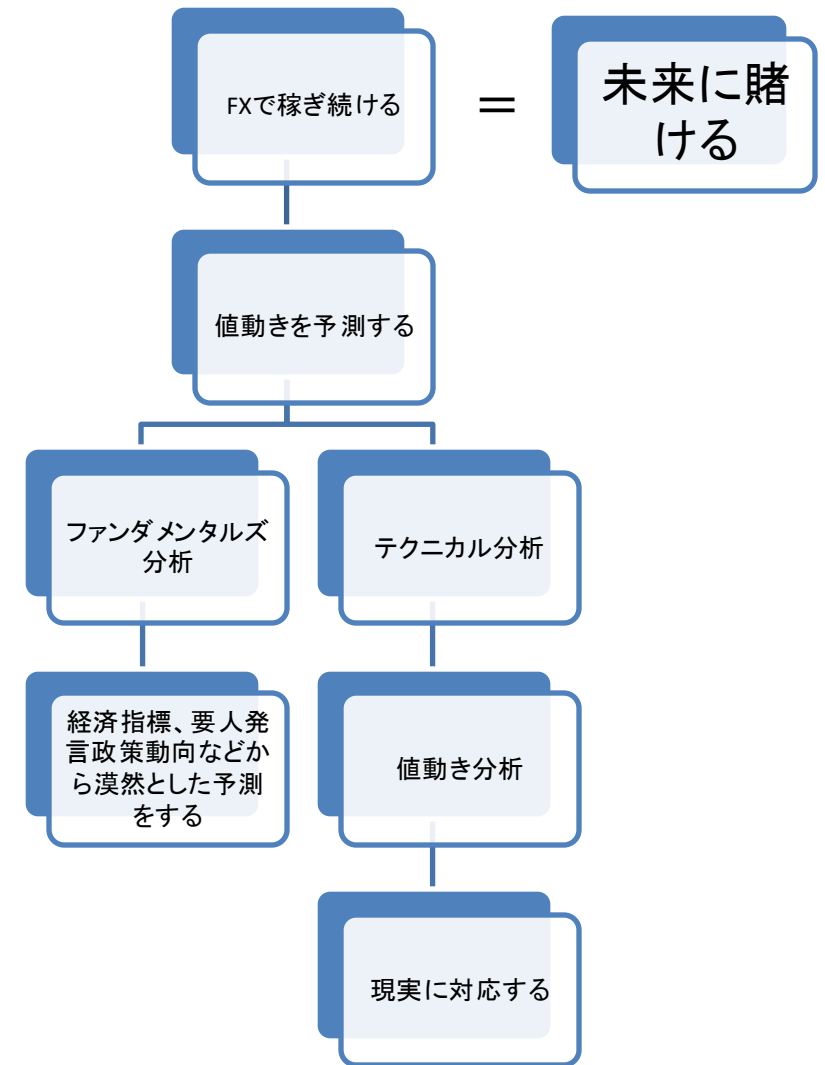 FXで稼ぎ続ける
＝
未来に賭
ける
値動きを予測する
ファンダメンタルズ
分析
テクニカル分析
経済指標、要人発
言政策動向などか
ら漠然とした予測
をする
値動き分析
現実に対応する